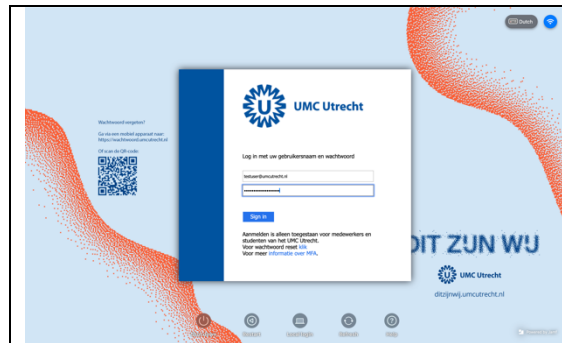 Dutch
Wachtwoord vergeten?
Ga via een mobiel apparaat naar:
https://wachtwoord.umcutrecht.nl
Of scan de QR-code:
UMC Utrecht
Log in met uw gebruikersnaam en wachtwoord
testuser@umcutrecht.nl
Sign in
Aanmelden is alleen toegestaan voor medewerkers en
studenten van het UMC Utrecht.
Voor wachtwoord reset klik
Voor meer informatie over MFA.
DIT ZIJN WIJ
UMC Utrecht
ditzijnwij.umcutrecht.nl
Restart
Local login
Refresh
Help